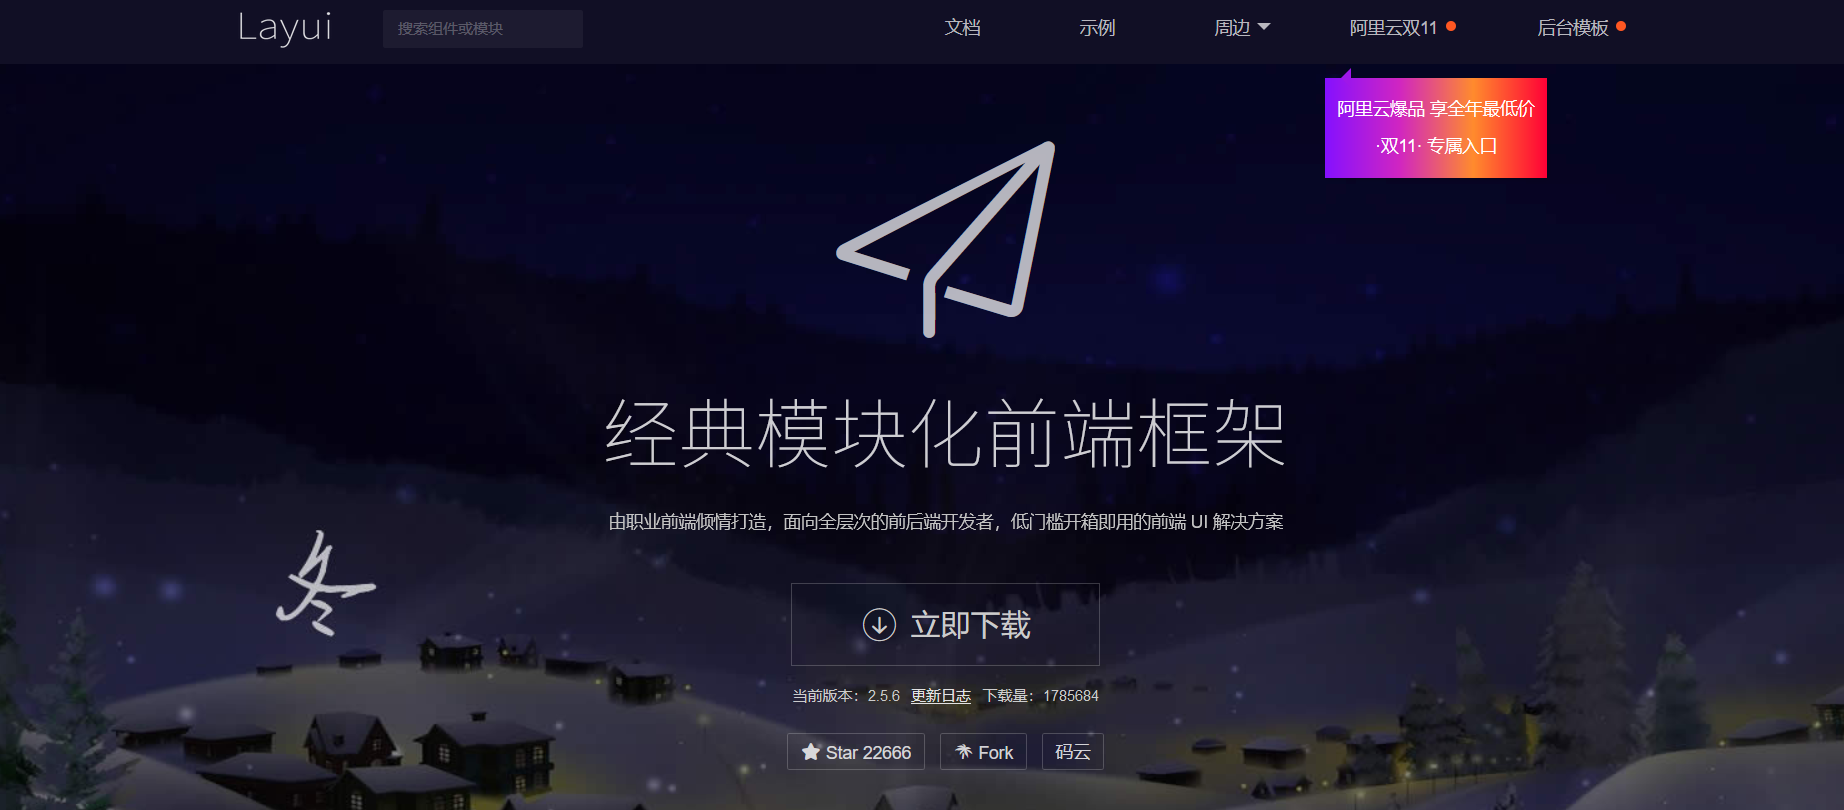 Layui
搜索组件或模块
文档
示例
周边
阿里云双11
后台模板
阿里云爆品 享全年最低价
·双11· 专属入口
经典模块化前端框架
由职业前端倾情打造，面向全层次的前后端开发者，低门槛开箱即用的前端 UI 解决方案
冬
立即下载
当前版本：2.5.6 更新日志 下载量：1785684
Star 22666
Fork
码云